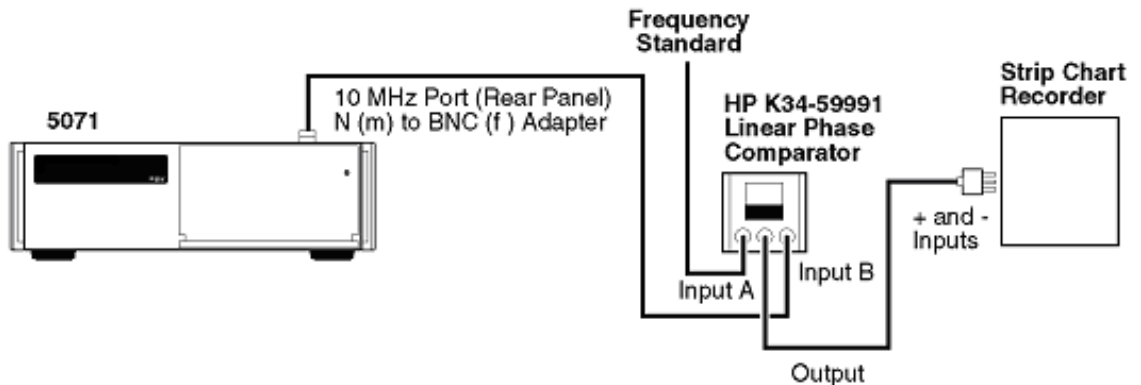 Frequency
Standard
10 MHz Port (Rear Panel)
N (m) to BNC (f ) Adapter
5071
HP K34-59991
Linear Phase
Comparator
Strip Chart
Recorder
+ and -
Inputs
Input A
Input B
Output